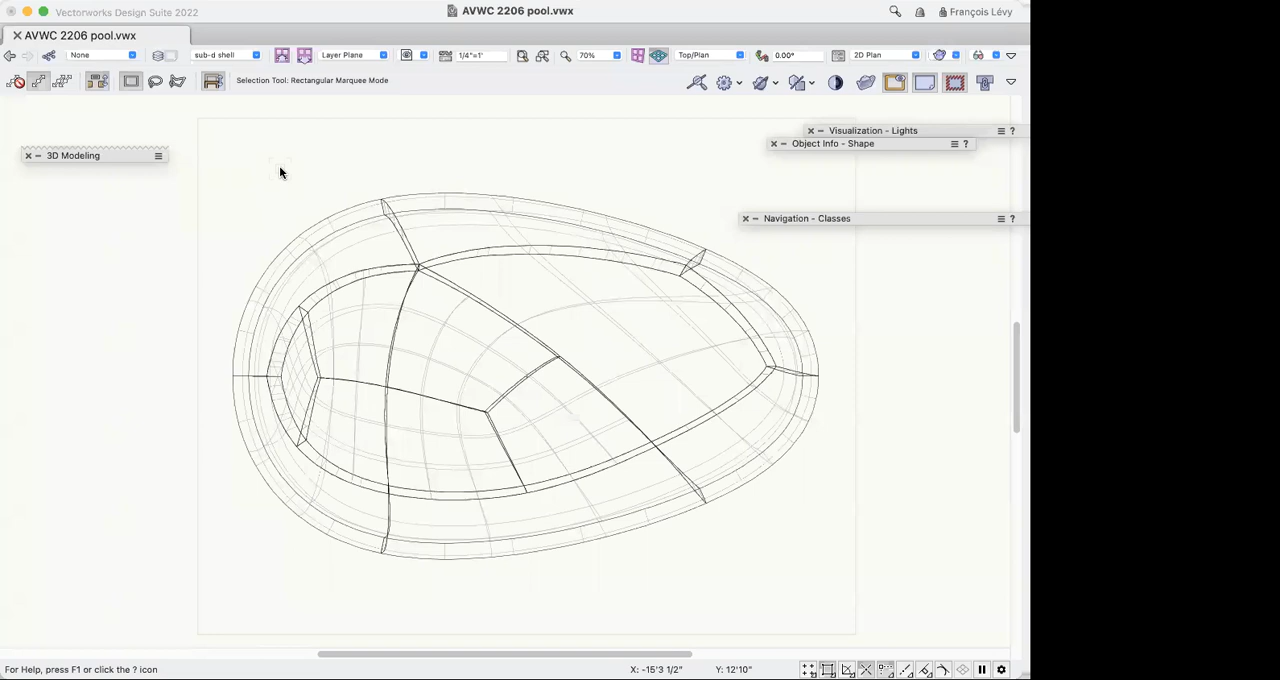 Vectorworks Design Suite 2022
AVWC 2206 pool.vwx
François Lévy
AVWC 2206 pool.vwx
None
sub-d shell
Layer Plane
1/4"=1'
70%
Top/Plan
0.00°
2D Plan
Selection Tool: Rectangular Marquee Mode
Visualization - Lights
Object Info - Shape
3D Modeling
Navigation - Classes
For Help, press F1 or click the ? icon
X: -15'3 1/2"
Y: 12'10"